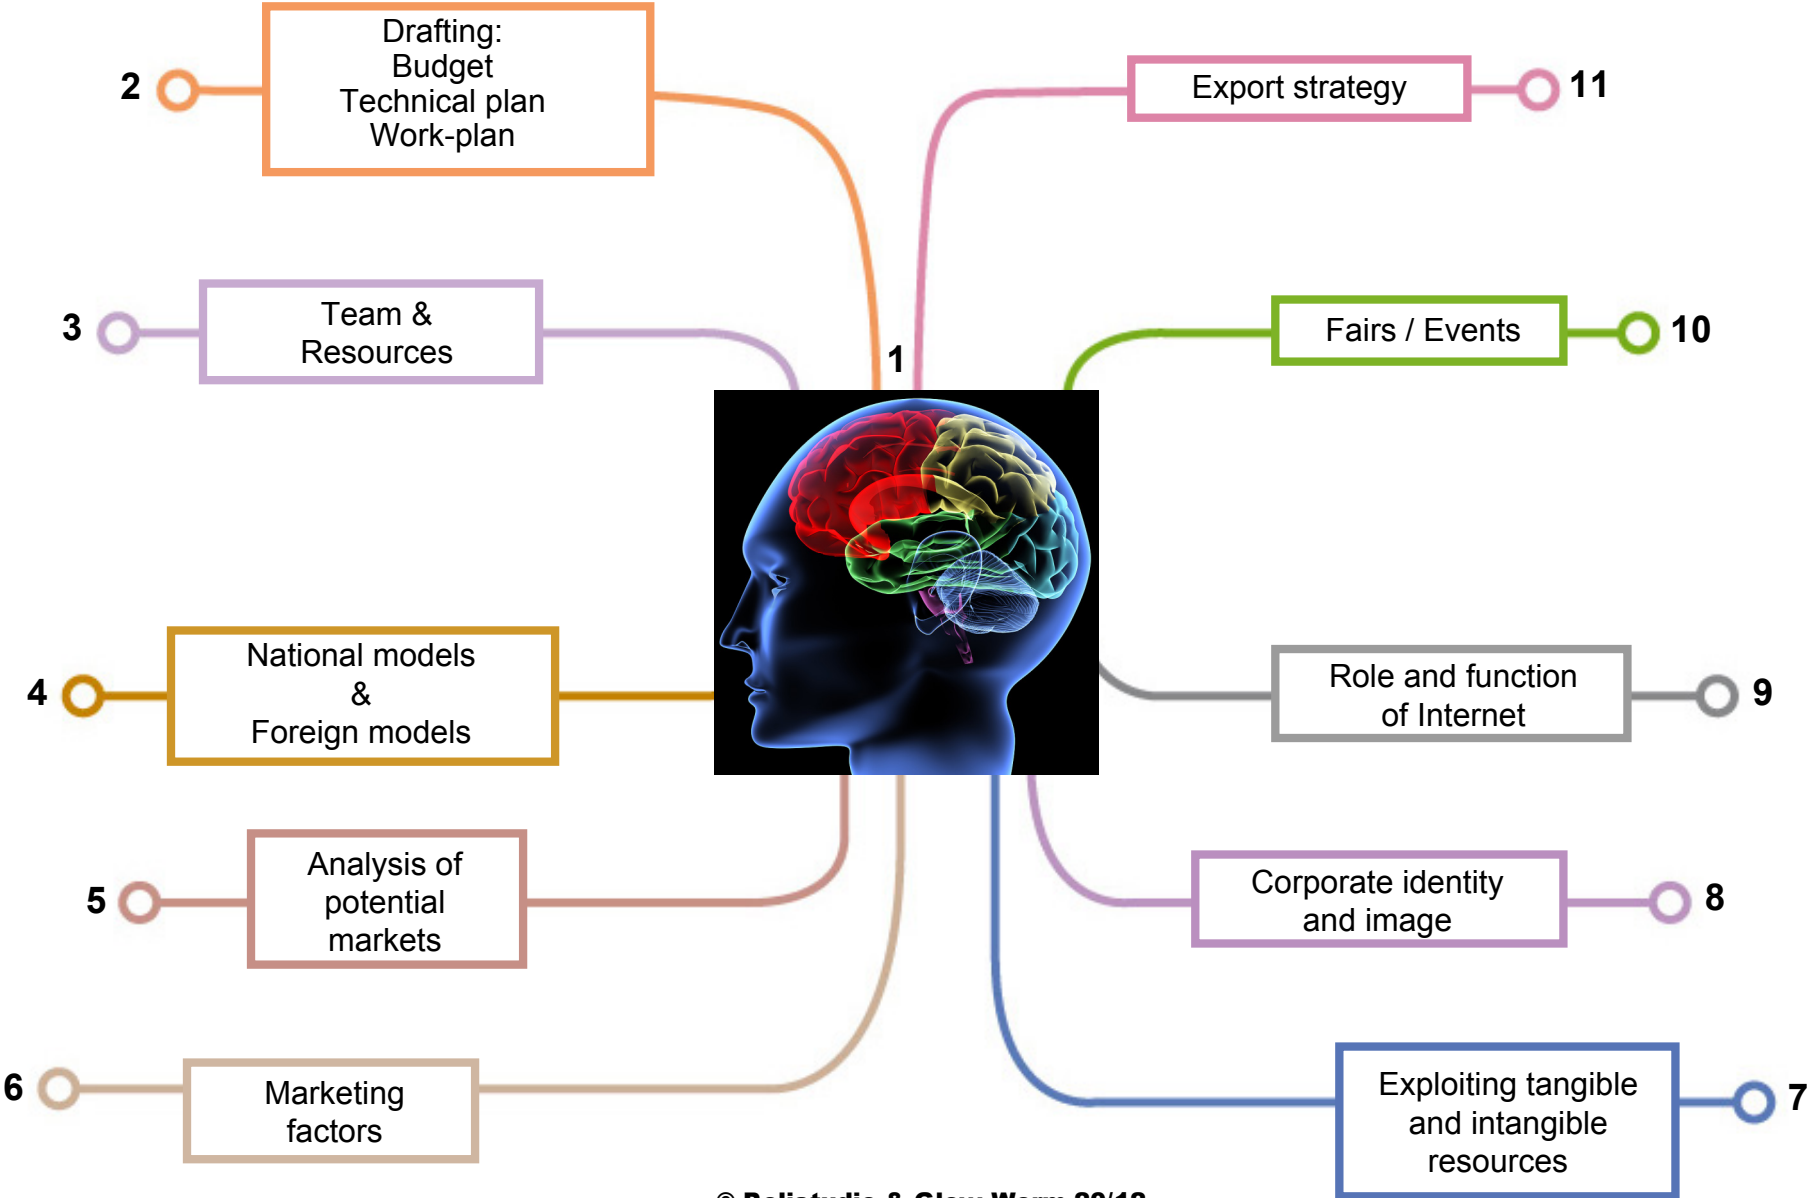 1
2
Drafting:
Budget
Technical plan
Work-plan
3
Team &
Resources
4
National models
&
Foreign models
5
Analysis of
potential
markets
6
Marketing
factors
7
Exploiting tangible
and intangible
resources
8
Corporate identity
and image
9
Role and function
of Internet
10
Fairs / Events
11
Export strategy